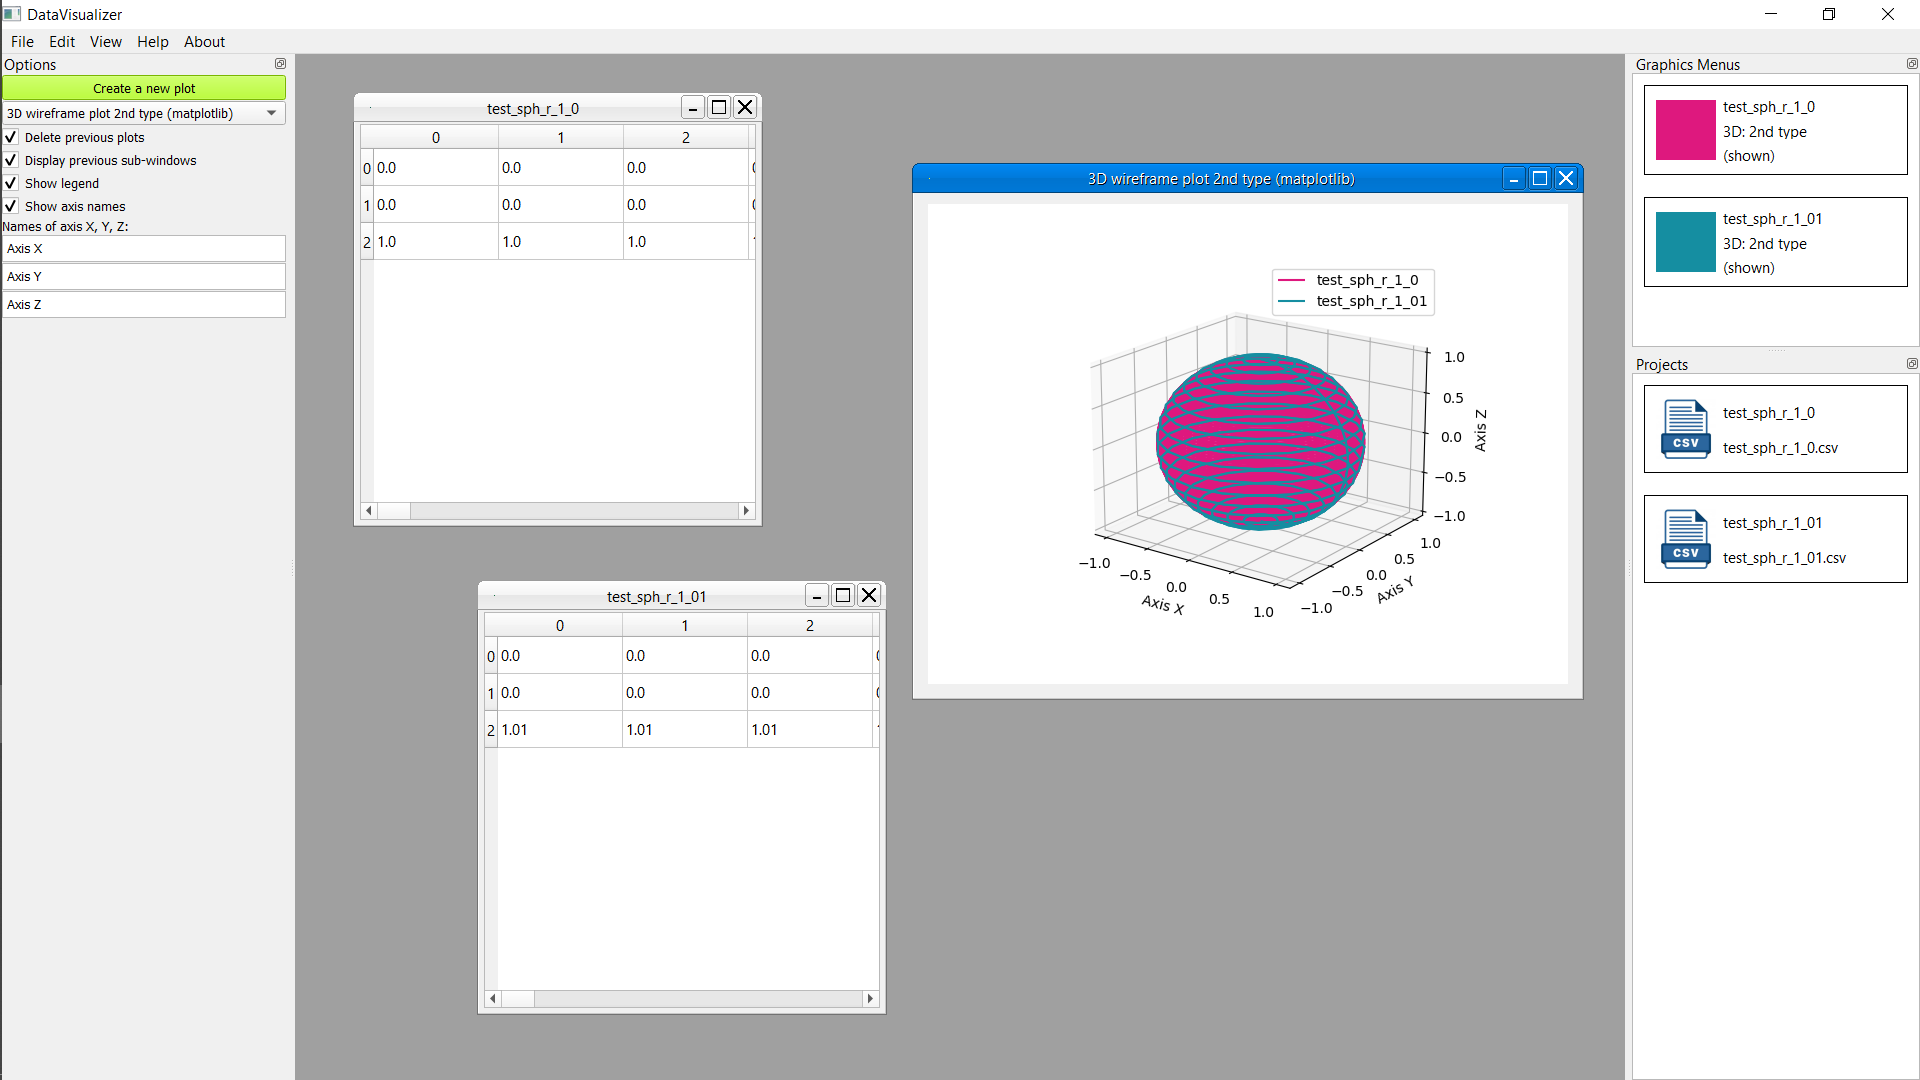 DataVisualizer
File Edit View Help About
Options
Create a new plot
3D wireframe plot 2nd type (matplotlib)
Delete previous plots
Display previous sub-windows
Show legend
Show axis names
Names of axis X, Y, Z:
Axis X
Axis Y
Axis Z
test_sph_r_1_0
0 1 2
0 0.0 0.0 0.0
1 0.0 0.0 0.0
2 1.0 1.0 1.0
test_sph_r_1_01
0 1 2
0 0.0 0.0 0.0
1 0.0 0.0 0.0
2 1.01 1.01 1.01
3D wireframe plot 2nd type (matplotlib)
test_sph_r_1_0
test_sph_r_1_01
1.0
0.5
0.0
−0.5
−1.0
Axis Z
−1.0
−0.5
0.0
0.5
1.0
Axis X
−1.0
−0.5
0.0
0.5
1.0
Axis Y
Graphics Menus
test_sph_r_1_0
3D: 2nd type
(shown)
test_sph_r_1_01
3D: 2nd type
(shown)
Projects
CSV
test_sph_r_1_0
test_sph_r_1_0.csv
CSV
test_sph_r_1_01
test_sph_r_1_01.csv